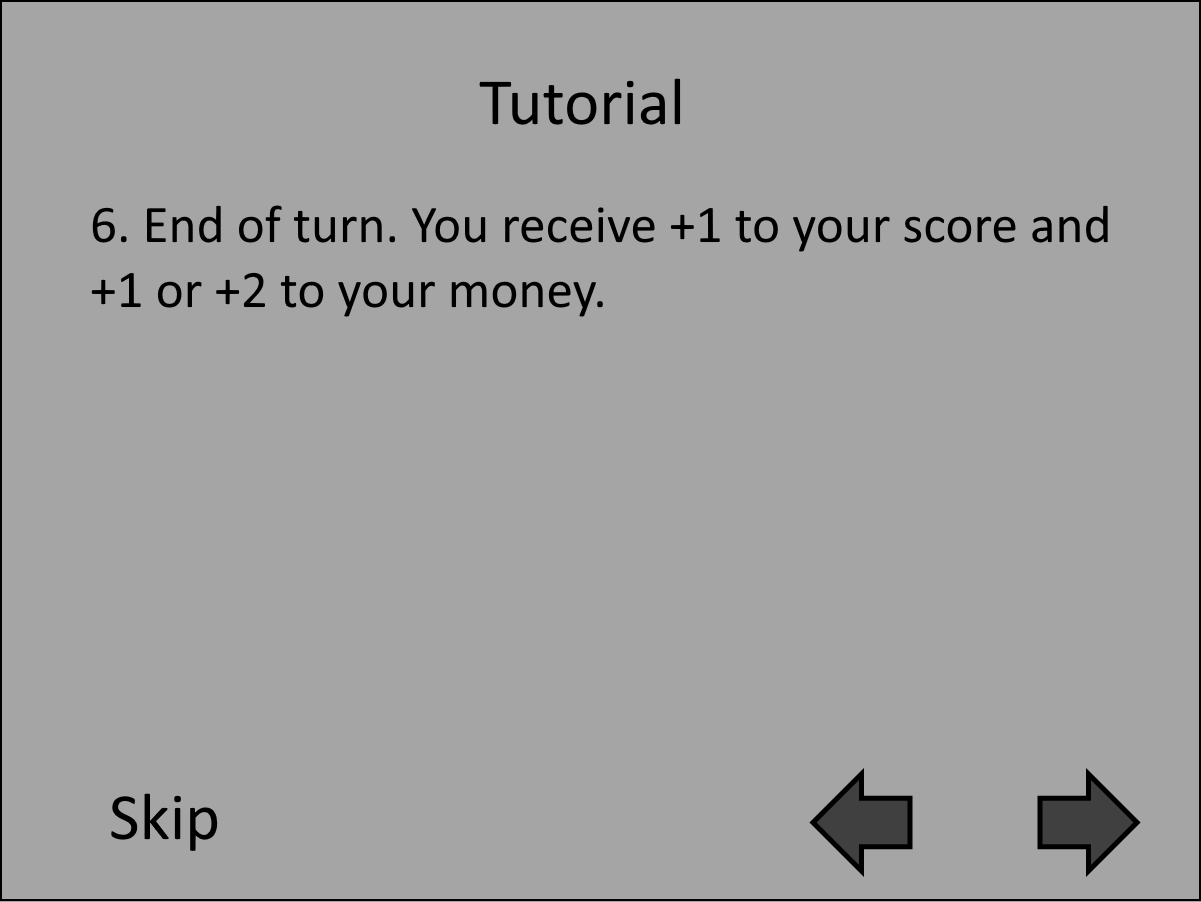 Tutorial
6. End of turn. You receive +1 to your score and
+1 or +2 to your money.
Skip